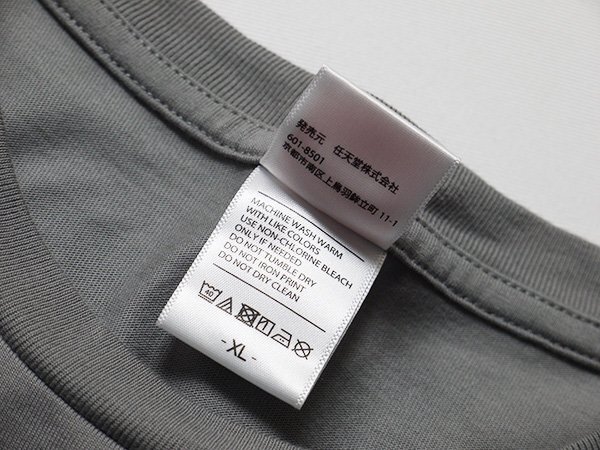 発売元 任天堂株式会社
601-8501
京都市南区上鳥羽鉾立町 11-1
MACHINE WASH WARM
WITH LIKE COLORS
USE NON-CHLORINE BLEACH
ONLY IF NEEDED
DO NOT TUMBLE DRY
DO NOT IRON PRINT
DO NOT DRY CLEAN
40
- XL -